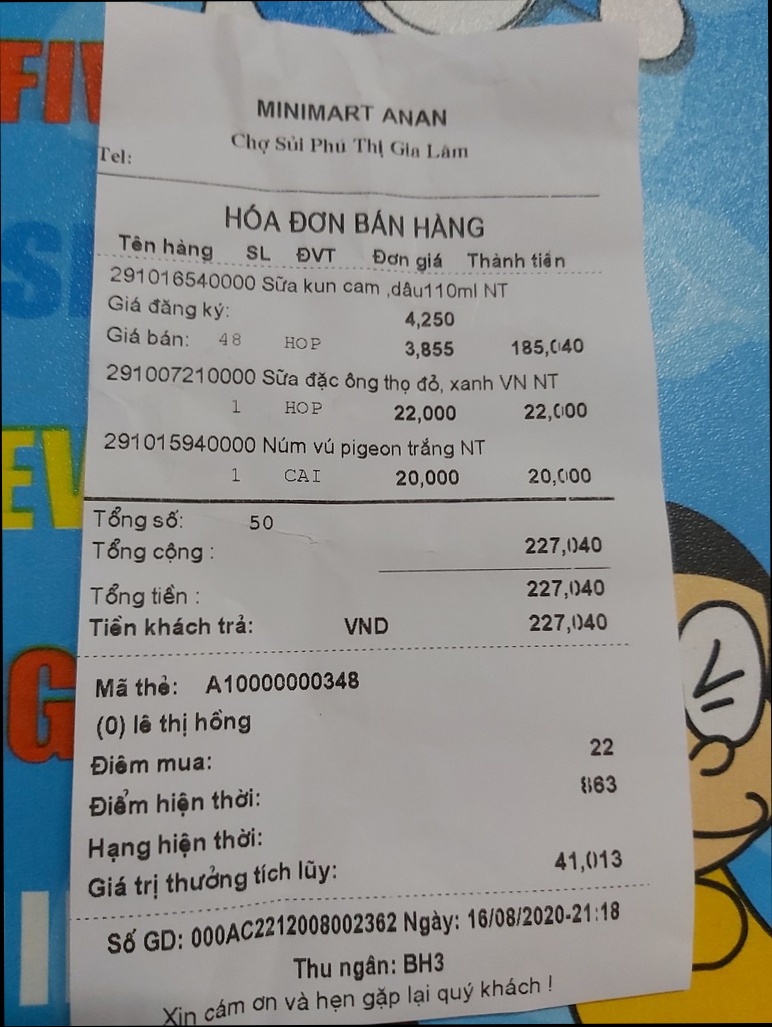 MINIMART ANAN
Chợ Sủi Phú Thị Gia Lâm
Tel:
HÓA ĐƠN BÁN HÀNG
Tên hàng SL ĐVT Đơn giá Thành tiền
291016540000 Sữa kun cam ,dâu110ml NT
Giá đăng ký: 4,250
Giá bán: 48 HOP 3,855 185,040
291007210000 Sữa đặc ông thọ đỏ, xanh VN NT
1 HOP 22,000 22,000
291015940000 Núm vú pigeon trắng NT
1 CAI 20,000 20,000
Tổng số: 50
Tổng cộng : 227,040
Tổng tiền : 227,040
Tiền khách trả: VND 227,040
Mã thẻ: A10000000348
(0) lê thị hồng
Điêm mua: 22
Điểm hiện thời: 863
Hạng hiện thời:
Giá trị thưởng tích lũy: 41,013
Số GD: 000AC2212008002362 Ngày: 16/08/2020-21:18
Thu ngân: BH3
Xin cám ơn và hẹn gặp lại quý khách !